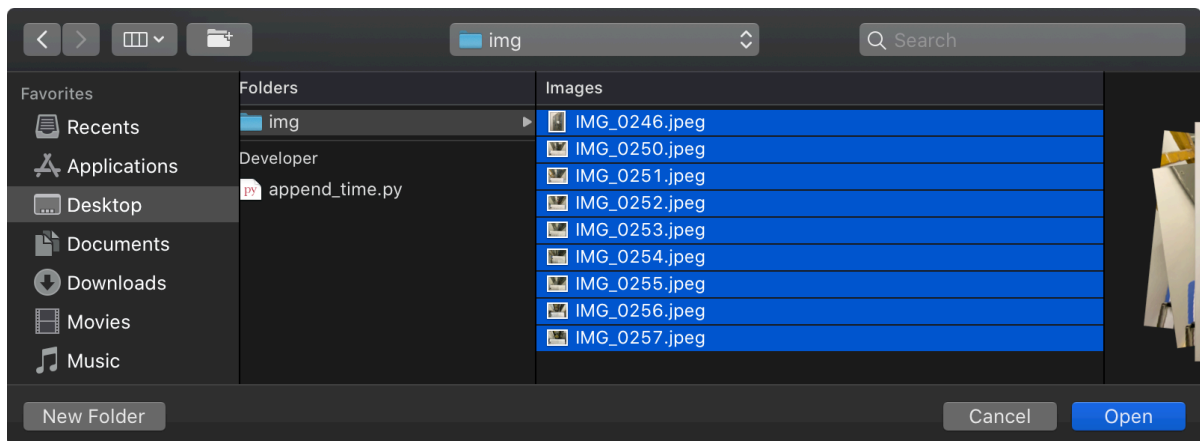 img
Search
Favorites
Recents
Applications
Desktop
Documents
Downloads
Movies
Music
Folders
img
Developer
py append_time.py
Images
IMG_0246.jpeg
IMG_0250.jpeg
IMG_0251.jpeg
IMG_0252.jpeg
IMG_0253.jpeg
IMG_0254.jpeg
IMG_0255.jpeg
IMG_0256.jpeg
IMG_0257.jpeg
New Folder
Cancel
Open